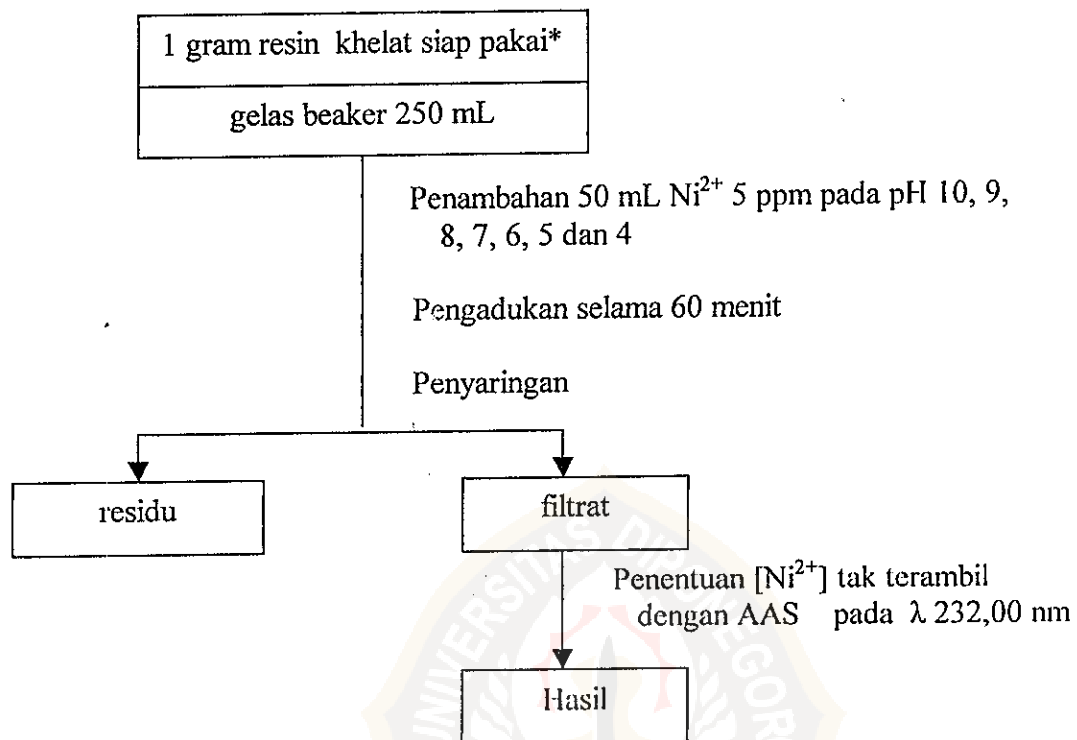 1 gram resin khelat siap pakai*
gelas beaker 250 mL
Penambahan 50 mL Ni²⁺ 5 ppm pada pH 10, 9,
8, 7, 6, 5 dan 4
Pengadukan selama 60 menit
Penyaringan
residu
filtrat
Penentuan [Ni²⁺] tak terambil
dengan AAS pada λ 232,00 nm
Hasil
UNIVERSITAS DIPONEGOR